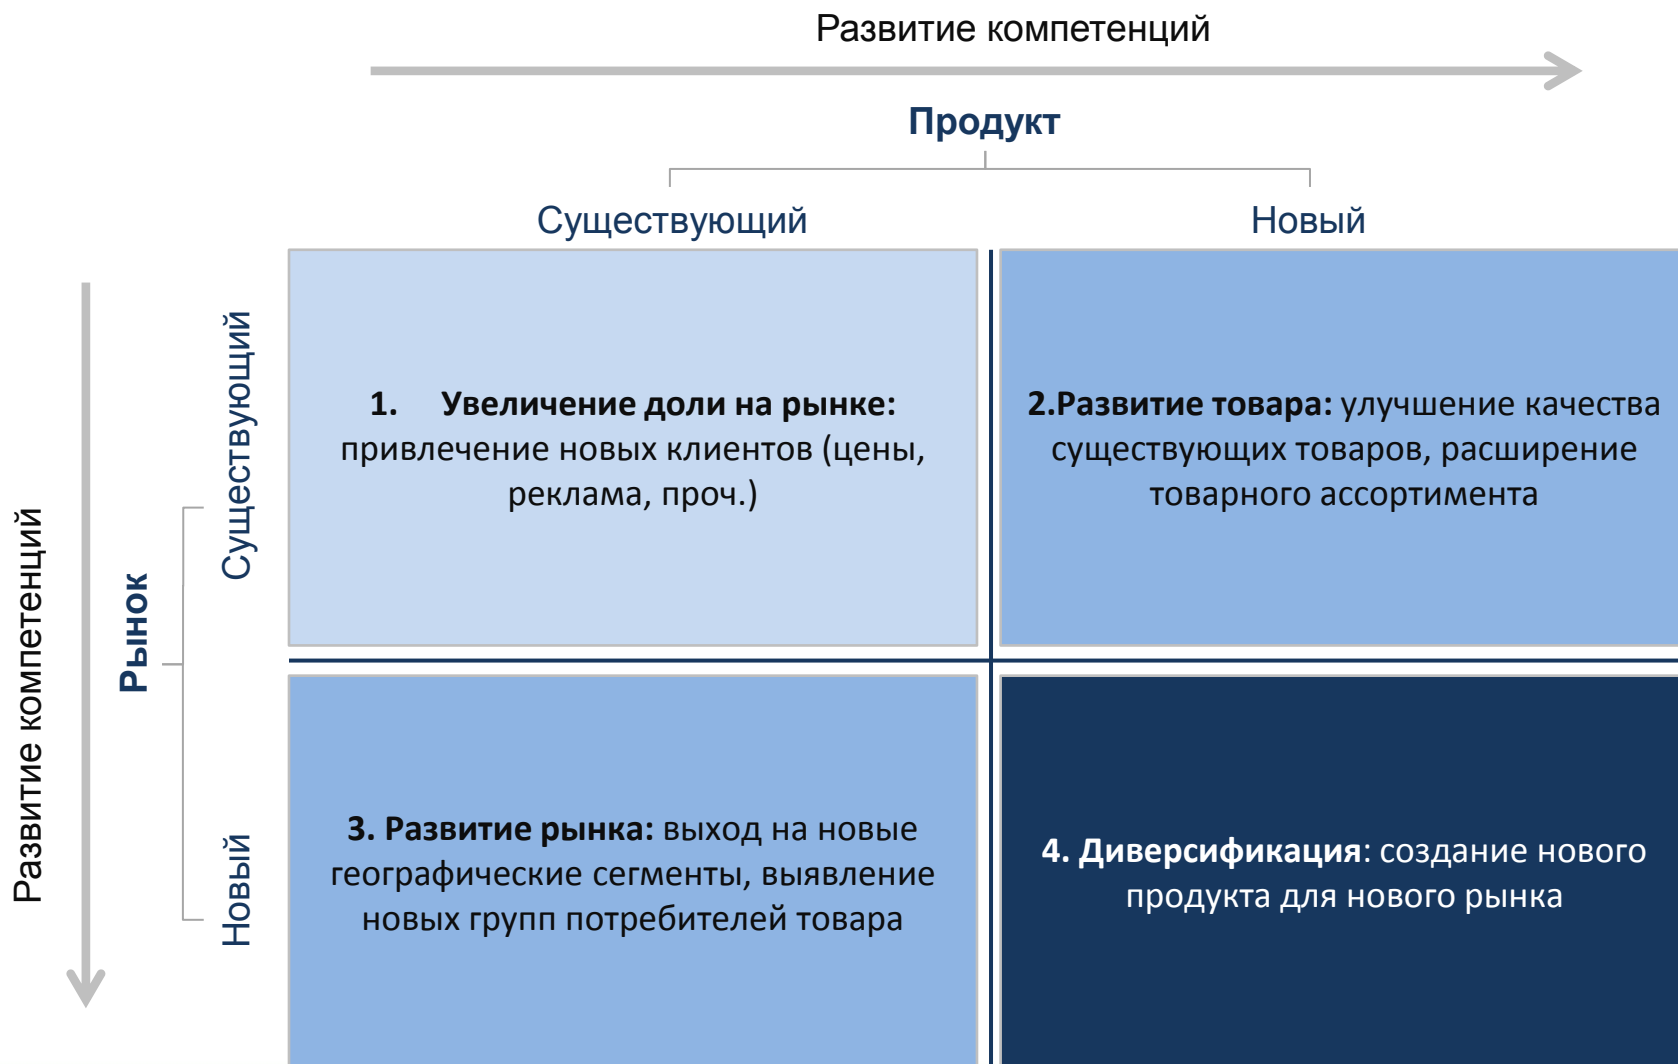 Развитие компетенций
Продукт
Существующий
Новый
Развитие компетенций
Рынок
Существующий
Новый
1. Увеличение доли на рынке:
привлечение новых клиентов (цены,
реклама, проч.)
2.Развитие товара: улучшение качества
существующих товаров, расширение
товарного ассортимента
3. Развитие рынка: выход на новые
географические сегменты, выявление
новых групп потребителей товара
4. Диверсификация: создание нового
продукта для нового рынка